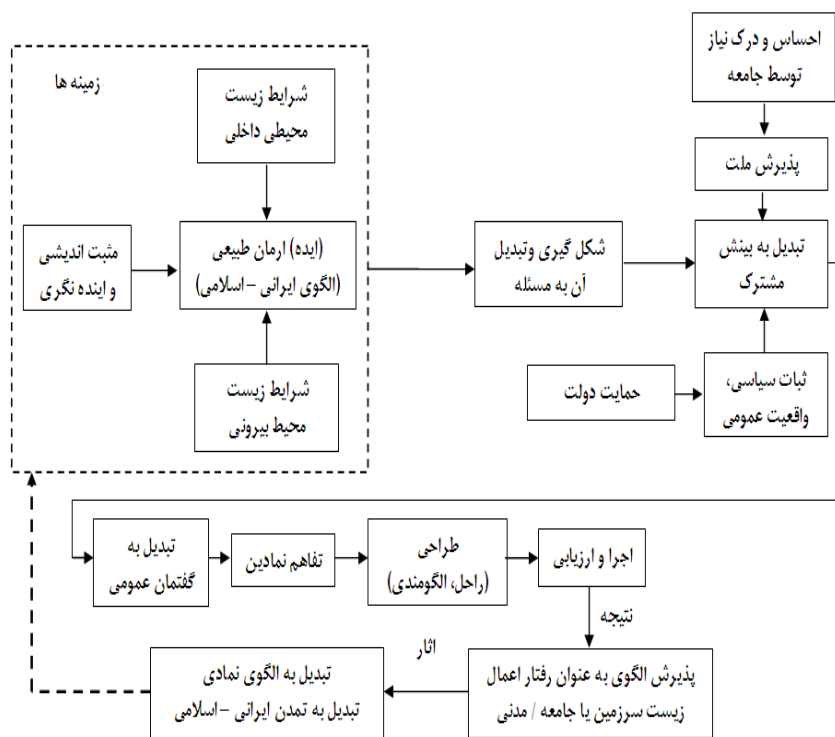 احساس و درک نیاز
توسط جامعه
زمینه ها
شرایط زیست
محیطی داخلی
پذیرش ملت
مثبت اندیشی
و اینده نگری
(ایده) ارمان طبیعی
(الگوی ایرانی – اسلامی)
شکل گیری وتبدیل
آن به مسئله
تبدیل به بینش
مشترک
شرایط زیست
محیط بیرونی
حمایت دولت
ثبات سیاسی،
واقعیت عمومی
تبدیل به
گفتمان عمومی
تفاهم نمادین
طراحی
(راحل، الگومندی)
اجرا و ارزیابی
نتیجه
پذیرش الگوی به عنوان رفتار اعمال
زیست سرزمین یا جامعه / مدنی
اثار
تبدیل به الگوی نمادی
تبدیل به تمدن ایرانی – اسلامی